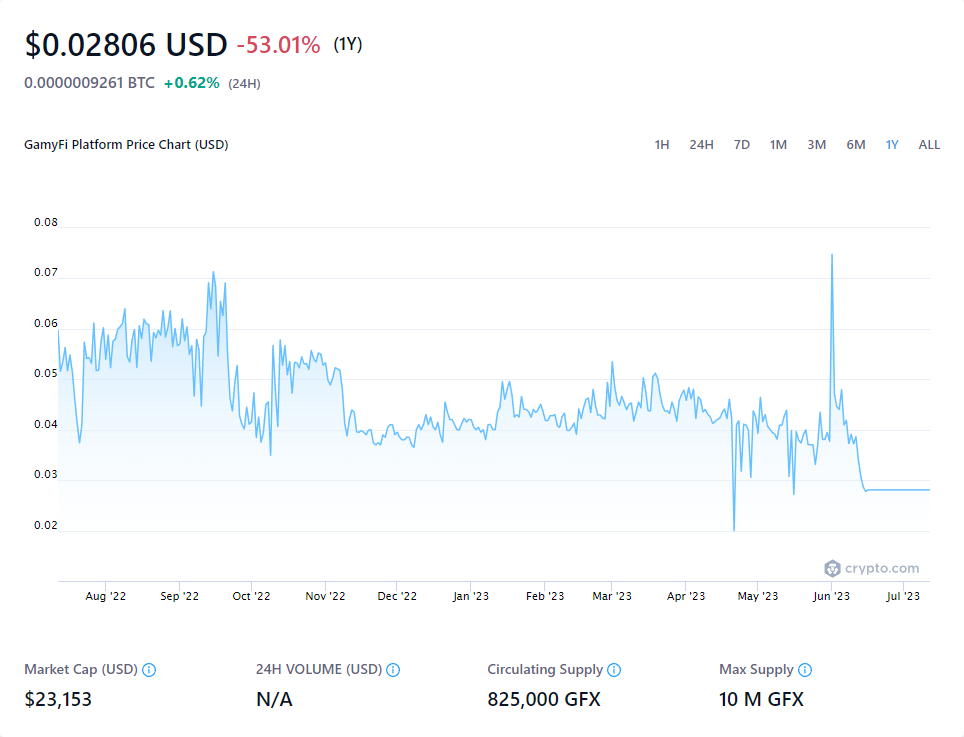 $0.02806 USD -53.01% (1Y)
0.0000009261 BTC +0.62% (24H)
GamyFi Platform Price Chart (USD) 1H 24H 7D 1M 3M 6M 1Y ALL
0.08
0.07
0.06
0.05
0.04
0.03
0.02
crypto.com
Aug '22 Sep '22 Oct '22 Nov '22 Dec '22 Jan '23 Feb '23 Mar '23 Apr '23 May '23 Jun '23 Jul '23
Market Cap (USD) 24H VOLUME (USD) Circulating Supply Max Supply
$23,153 N/A 825,000 GFX 10 M GFX